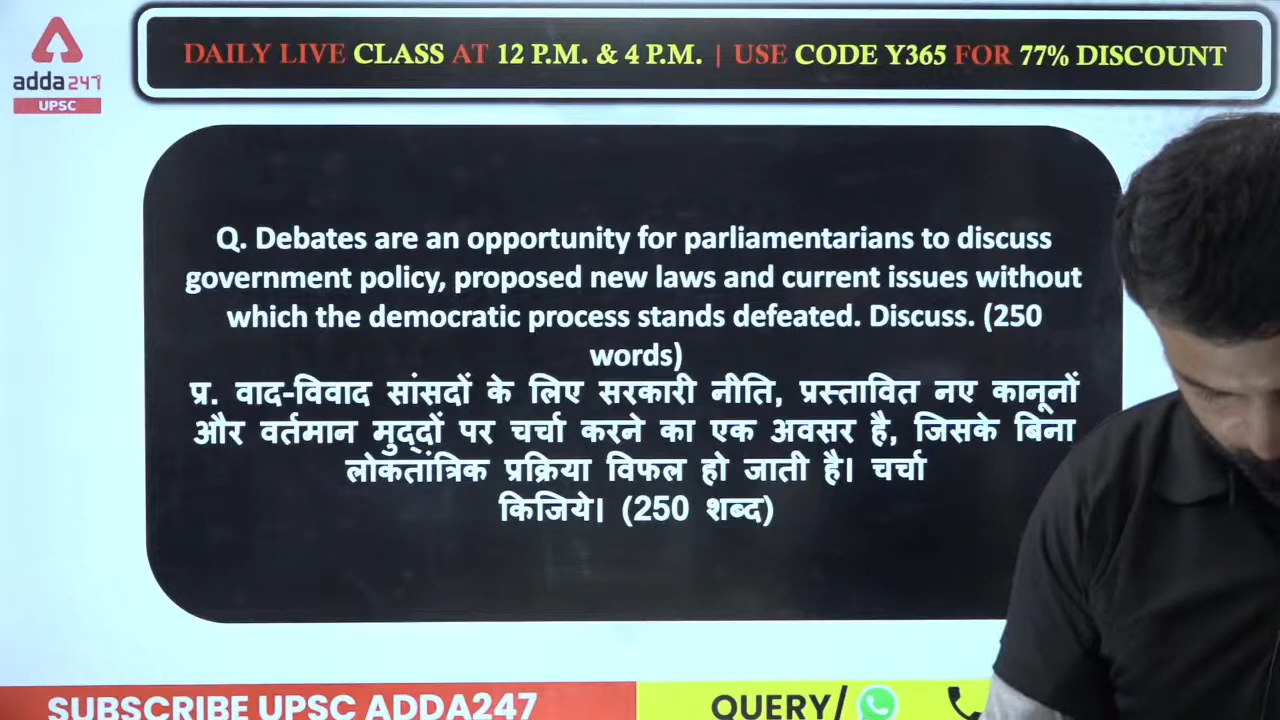 DAILY LIVE CLASS AT 12 P.M. & 4 P.M. | USE CODE Y365 FOR 77% DISCOUNT
adda247
UPSC
Q. Debates are an opportunity for parliamentarians to discuss
government policy, proposed new laws and current issues without
which the democratic process stands defeated. Discuss. (250
words)
प्र. वाद-विवाद सांसदों के लिए सरकारी नीति, प्रस्तावित नए कानूनों
और वर्तमान मुद्दों पर चर्चा करने का एक अवसर है, जिसके बिना
लोकतांत्रिक प्रक्रिया विफल हो जाती है। चर्चा
किजिये। (250 शब्द)
SUBSCRIBE UPSC ADDA247
QUERY/